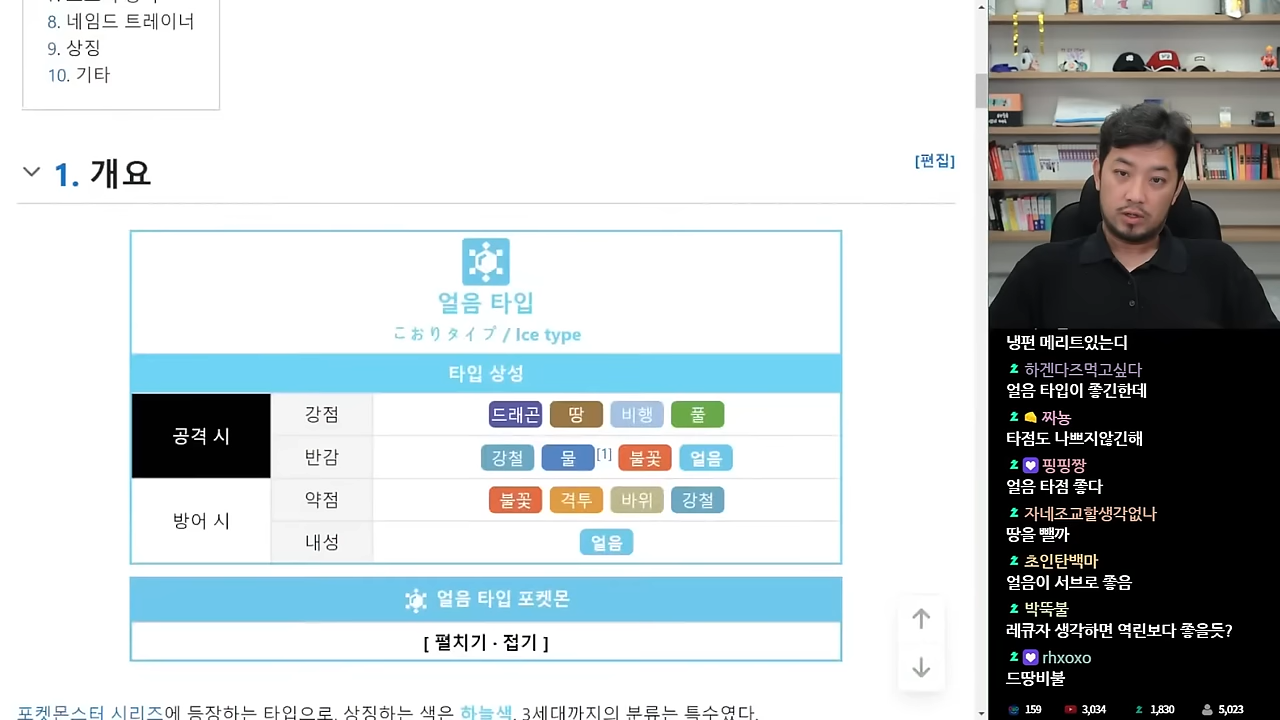 8. 네임드 트레이너
9. 상징
10. 기타
1. 개요
[편집]
얼음 타입
こおりタイプ / Ice type
타입 상성
공격 시
강점
드래곤 땅 비행 풀
반감
강철 물 [1] 불꽃 얼음
방어 시
약점
불꽃 격투 바위 강철
내성
얼음
얼음 타입 포켓몬
[ 펼치기 · 접기 ]
포켓몬스터 시리즈에 등장하는 타입으로, 상징하는 색은 하늘색. 3세대까지의 분류는 특수였다.
냉펀 메리트있는디
하겐다즈먹고싶다
얼음 타입이 좋긴한데
짜뇽
타점도 나쁘지않긴해
핑핑짱
얼음 타점 좋다
자네조교할생각없나
땅을 뺄까
초인탄백마
얼음이 서브로 좋음
박뚝불
레큐자 생각하면 역린보다 좋을듯?
rhxoxo
드땅비불
159 3,034 1,830 5,023